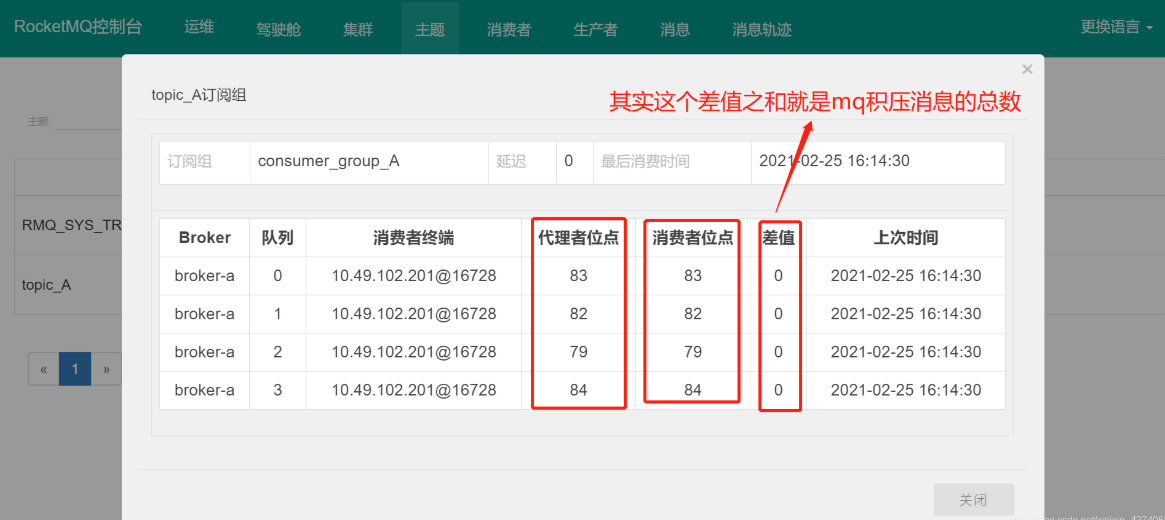 RocketMQ控制台 运维 驾驶舱 集群 主题 消费者 生产者 消息 消息轨迹 更换语言
×
topic_A订阅组
其实这个差值之和就是mq积压消息的总数
主题:
订阅组 consumer_group_A 延迟 0 最后消费时间 2021-02-25 16:14:30
RMQ_SYS_TR
Broker 队列 消费者终端 代理者位点 消费者位点 差值 上次时间
broker-a 0 10.49.102.201@16728 83 83 0 2021-02-25 16:14:30
topic_A
broker-a 1 10.49.102.201@16728 82 82 0 2021-02-25 16:14:30
broker-a 2 10.49.102.201@16728 79 79 0 2021-02-25 16:14:30
« 1 »
broker-a 3 10.49.102.201@16728 84 84 0 2021-02-25 16:14:30
关闭